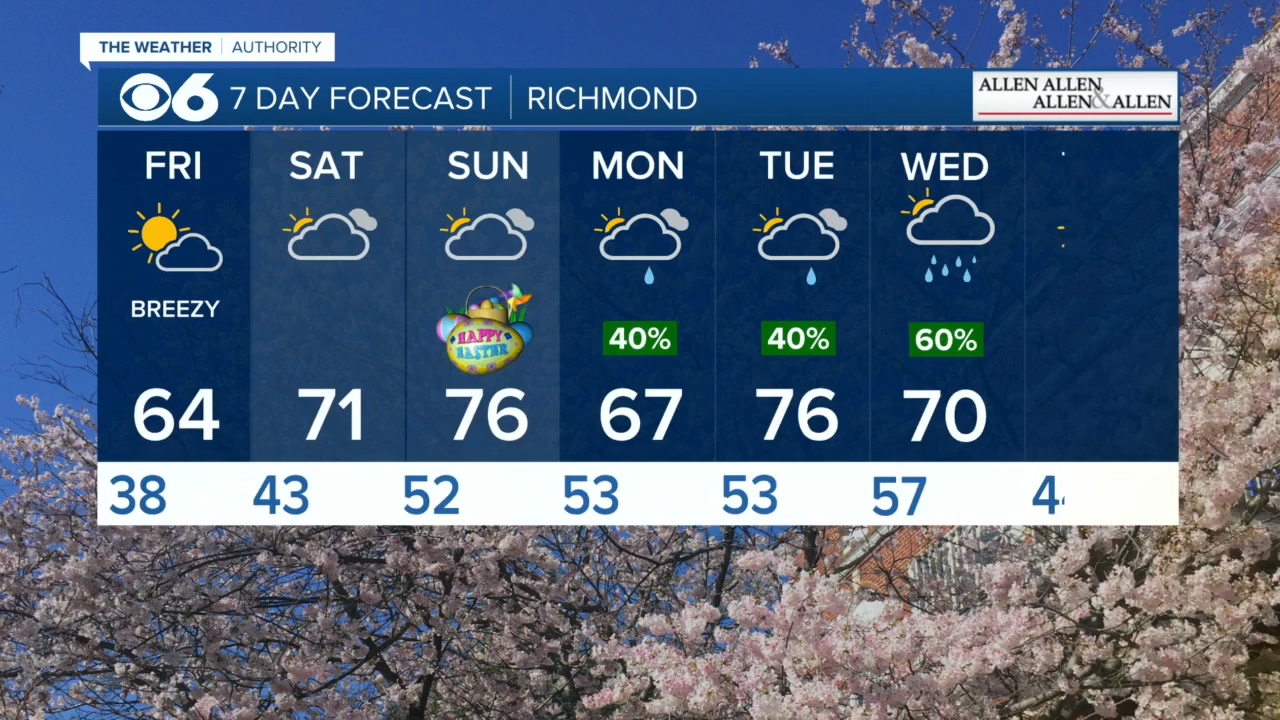 THE WEATHER AUTHORITY
6 7 DAY FORECAST RICHMOND
ALLEN ALLEN
ALLEN & ALLEN
FRI SAT SUN MON TUE WED
BREEZY
HAPPY
EASTER
40% 40% 60%
64 71 76 67 76 70
38 43 52 53 53 57